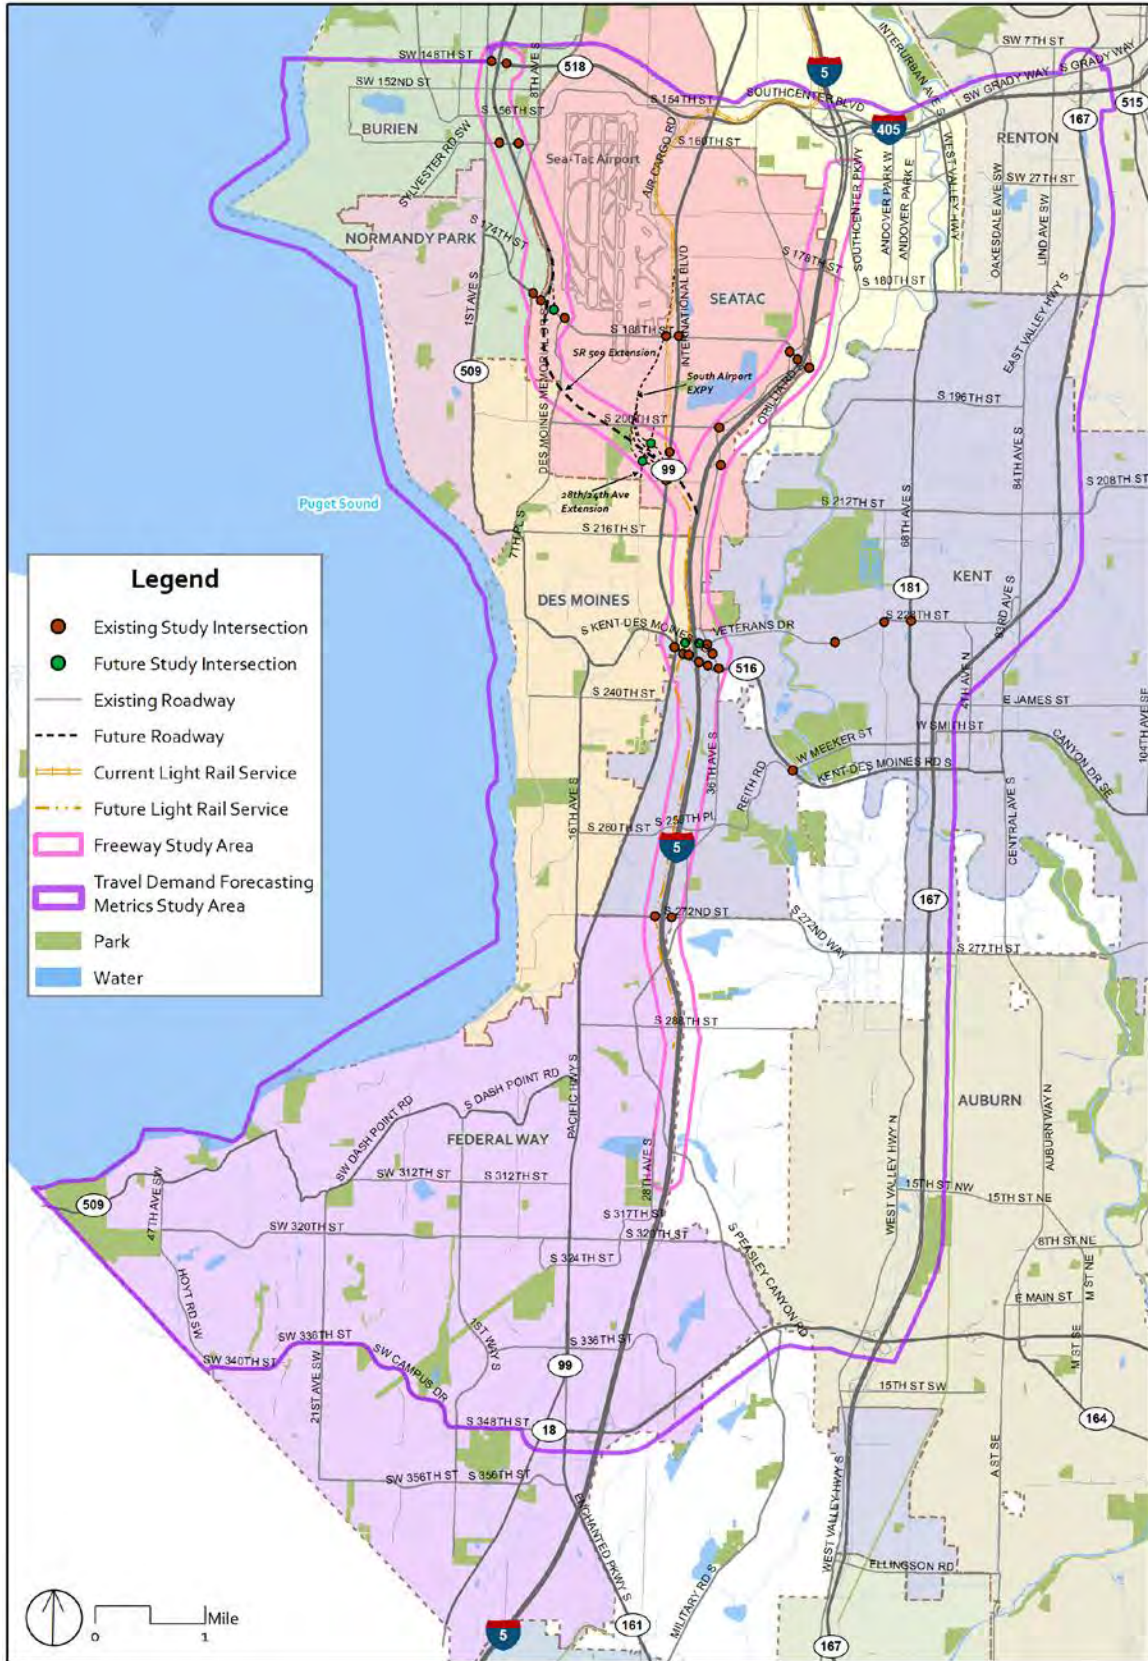 SW 148TH ST
8TH AVE S
518
5
INTERURBAN AVE S
SW 7TH ST
SW GRADY WAY
S GRADY WAY
515
SW 152ND ST
S 154TH ST
SOUTHCENTER BLVD
S 156TH ST
405
167
BURIEN
RENTON
Sea-Tac Airport
AIR CARGO RD
S 160TH ST
SYLVESTER RD SW
SOUTHCENTER PKWY
ANDOVER PARK W
ANDOVER PARK E
WEST VALLEY HWY
SW 27TH ST
OAKESDALE AVE SW
LIND AVE SW
NORMANDY PARK
S 174TH ST
S 178TH ST
S 180TH ST
1ST AVE S
INTERNATIONAL BLVD
SEATAC
EAST VALLEY HWY S
S 188TH ST
SR 509 Extension
509
DES MOINES MEMORIAL DR S
South Airport
EXPY
ORILLIA RD S
S 196TH ST
S 200TH ST
84TH AVE S
99
28th/24th Ave
Extension
S 208TH ST
Puget Sound
S 212TH ST
68TH AVE S
S 216TH ST
7TH PL S
KENT
181
DES MOINES
83RD AVE S
S KENT-DES MOINES
VETERANS DR
S 228TH ST
516
4TH AVE N
S 240TH ST
E JAMES ST
104TH AVE SE
36TH AVE S
W SMITH ST
W MEEKER ST
CANYON DR SE
REITH RD
KENT-DES MOINES RD S
16TH AVE S
S 260TH ST
S 259TH PL
5
CENTRAL AVE S
167
S 272ND ST
S 272ND WAY
S 277TH ST
S 288TH ST
PACIFIC HWY S
S DASH POINT RD
SW DASH POINT RD
AUBURN
AUBURN WAY N
FEDERAL WAY
28TH AVE S
WEST VALLEY HWY N
SW 312TH ST
S 312TH ST
15TH ST NW
15TH ST NE
509
47TH AVE SW
S 317TH ST
SW 320TH ST
S 320TH ST
S 324TH ST
8TH ST NE
M ST NE
S PEASLEY CANYON RD
HOYT RD SW
E MAIN ST
SW 336TH ST
1ST WAY S
S 336TH ST
M ST SE
SW 340TH ST
SW CAMPUS DR
99
21ST AVE SW
15TH ST SW
164
S 348TH ST
18
A ST SE
SW 356TH ST
S 356TH ST
ENCHANTED PKWY S
WEST VALLEY HWY S
ELLINGSON RD
MILITARY RD S
161
5
167
Legend
Existing Study Intersection
Future Study Intersection
Existing Roadway
Future Roadway
Current Light Rail Service
Future Light Rail Service
Freeway Study Area
Travel Demand Forecasting
Metrics Study Area
Park
Water
Mile
0
1